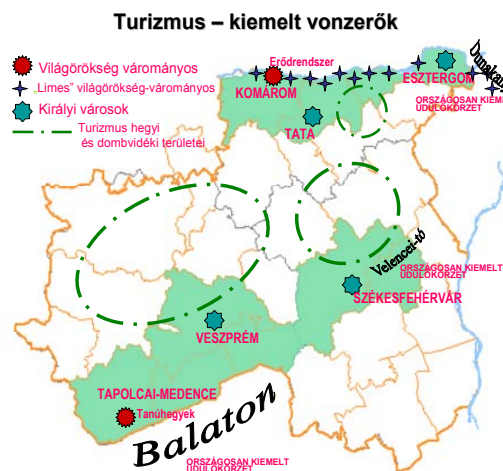 Turizmus – kiemelt vonzerők
Világörökség várományos
„Limes” világörökség-várományos
Királyi városok
Turizmus hegyi
és dombvidéki területei
Erődrendszer
KOMÁROM
ESZTERGOM
TATA
ORSZÁGOSAN KIEMELT
ÜDÜLŐKÖRZET
Velencei-tó
ORSZÁGOSAN KIEMELT
ÜDÜLŐKÖRZET
SZÉKESFEHÉRVÁR
VESZPRÉM
TAPOLCAI-MEDENCE
Tanúhegyek
Balaton
ORSZÁGOSAN KIEMELT
ÜDÜLŐKÖRZET